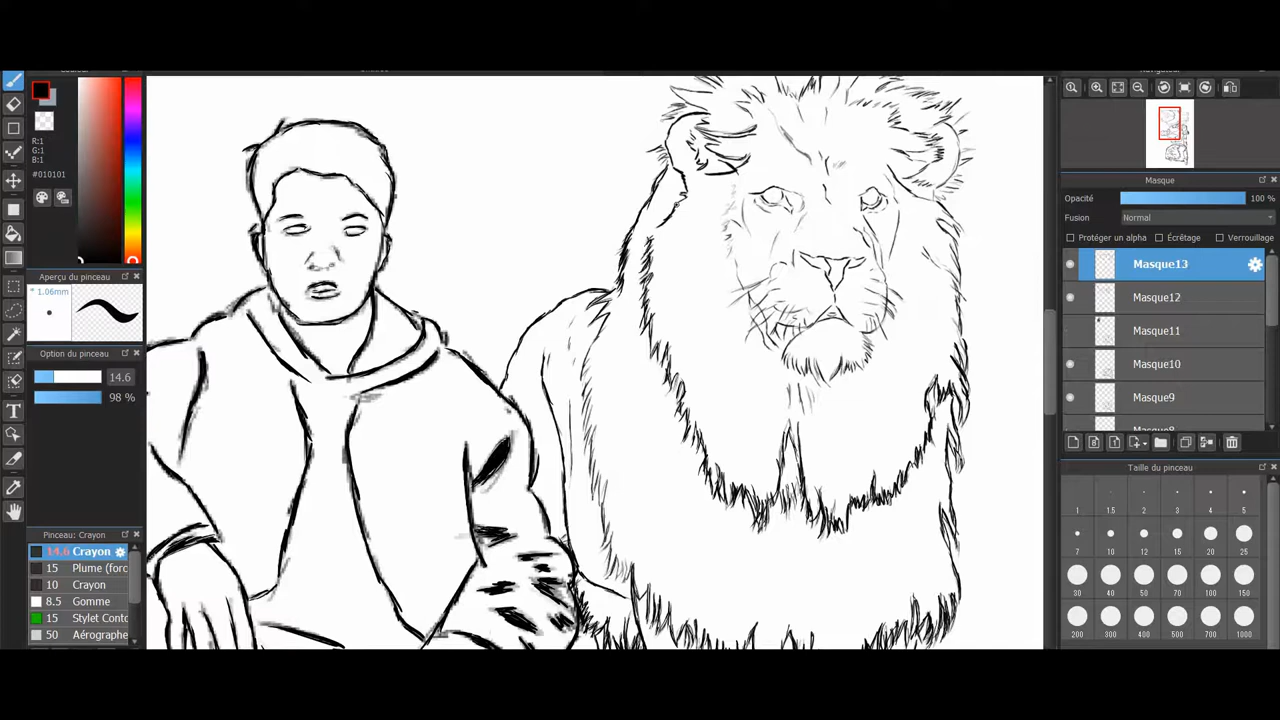 R:1
G:1
B:1
#010101
Aperçu du pinceau
* 1.06mm
Option du pinceau
14.6
98 %
Pinceau: Crayon
14.6 Crayon
15 Plume (forc
10 Crayon
8.5 Gomme
15 Stylet Conto
50 Aérographe
Masque
Opacité 100 %
Fusion Normal
Protéger un alpha Écrêtage Verrouillage
Masque13
Masque12
Masque11
Masque10
Masque9
Taille du pinceau
1 1.5 2 3 4 5
7 10 12 15 20 25
30 40 50 70 100 150
200 300 400 500 700 1000